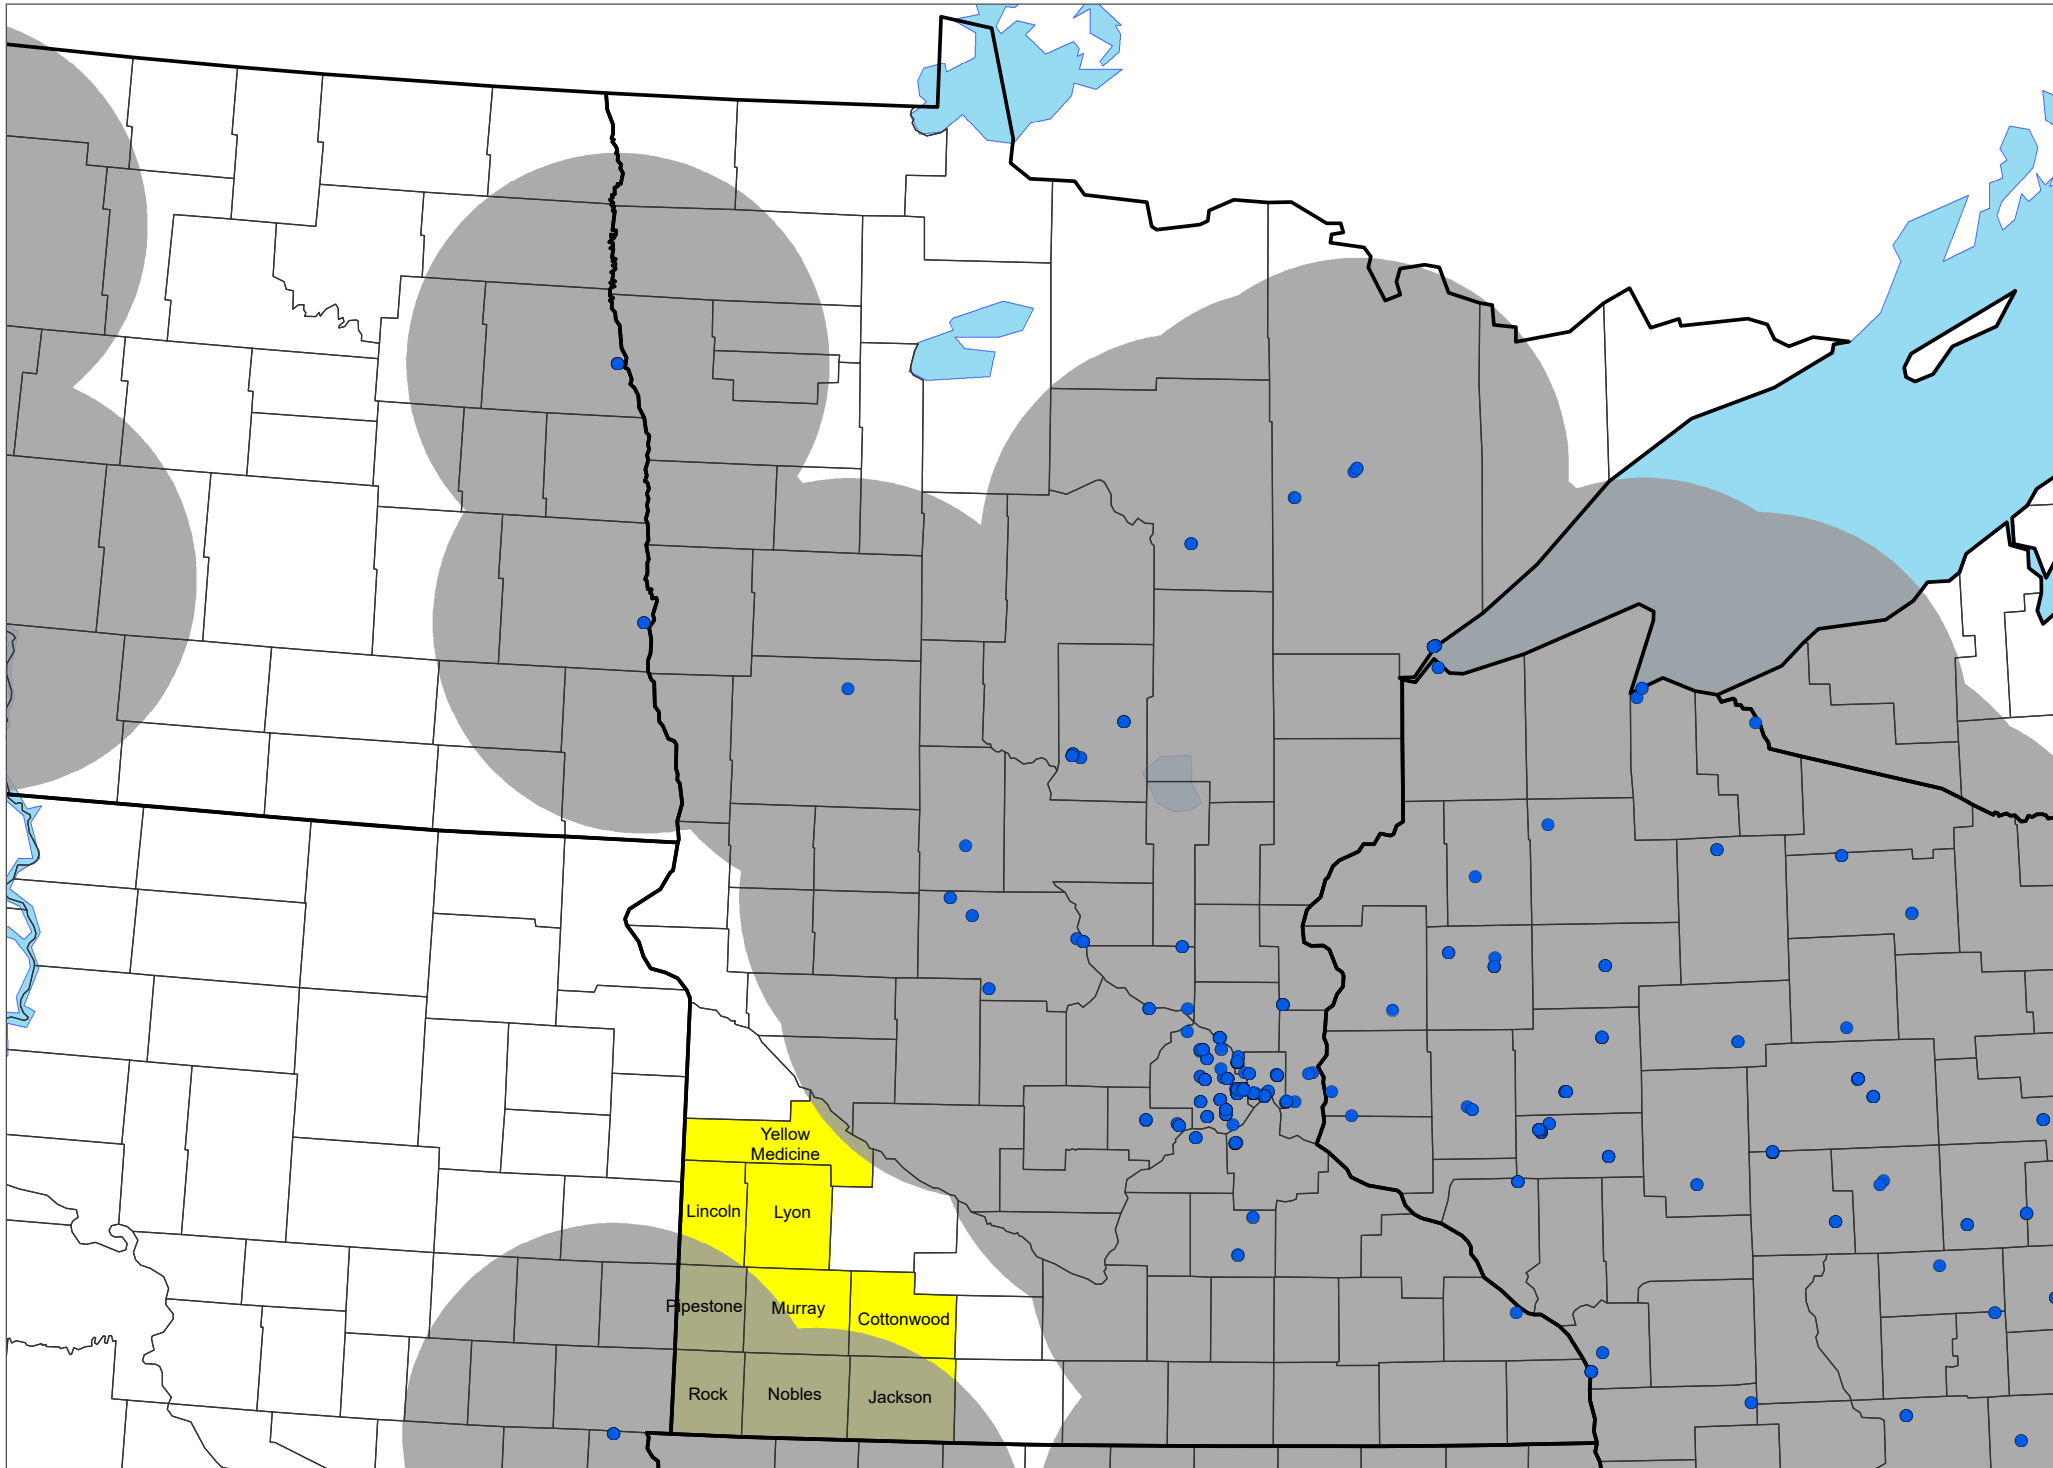 Yellow
Medicine
Lincoln
Lyon
Pipestone
Murray
Cottonwood
Rock
Nobles
Jackson